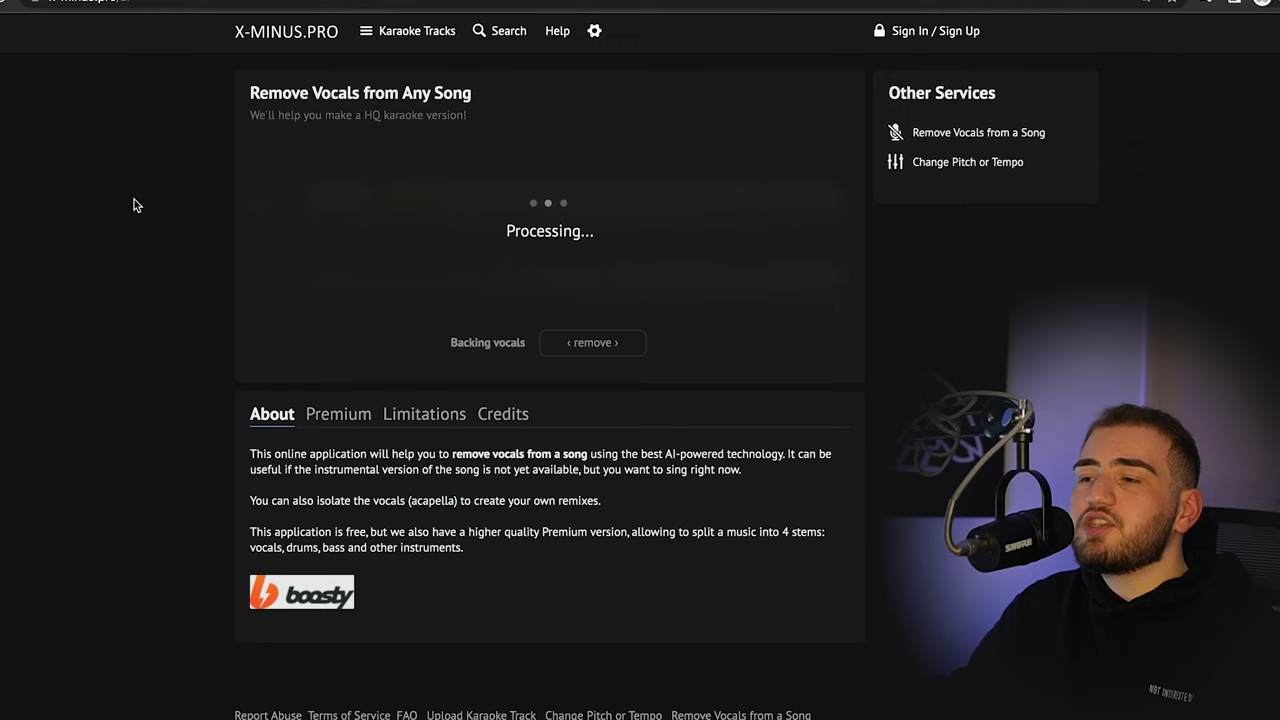 X-MINUS.PRO
Karaoke Tracks
Search
Help
Sign In / Sign Up
Remove Vocals from Any Song
We'll help you make a HQ karaoke version!
Processing...
Backing vocals
‹ remove ›
Other Services
Remove Vocals from a Song
Change Pitch or Tempo
About Premium Limitations Credits
This online application will help you to remove vocals from a song using the best AI-powered technology. It can be
useful if the instrumental version of the song is not yet available, but you want to sing right now.
You can also isolate the vocals (acapella) to create your own remixes.
This application is free, but we also have a higher quality Premium version, allowing to split a music into 4 stems:
vocals, drums, bass and other instruments.
boosty
SHURE
NOT INTERESTED
Report Abuse Terms of Service FAQ Upload Karaoke Track Change Pitch or Tempo Remove Vocals from a Song